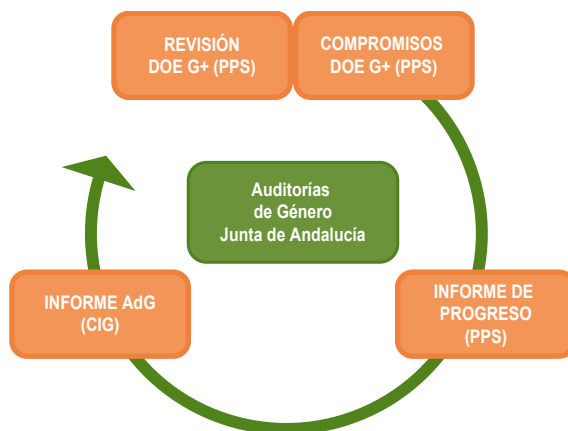 REVISIÓN
DOE G+ (PPS)
COMPROMISOS
DOE G+ (PPS)
Auditorías
de Género
Junta de Andalucía
INFORME AdG
(CIG)
INFORME DE
PROGRESO
(PPS)